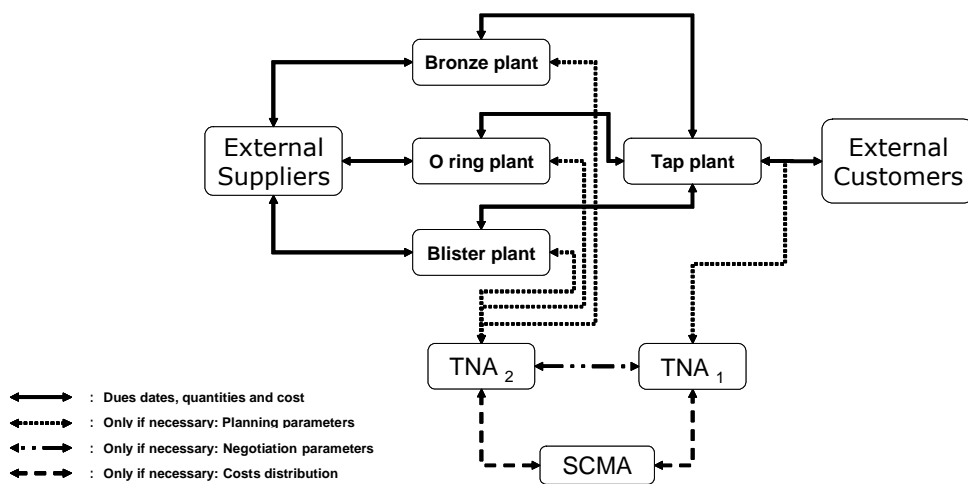 Bronze plant
External
Suppliers
O ring plant
Tap plant
External
Customers
Blister plant
TNA 2
TNA 1
SCMA
: Dues dates, quantities and cost
: Only if necessary: Planning parameters
: Only if necessary: Negotiation parameters
: Only if necessary: Costs distribution